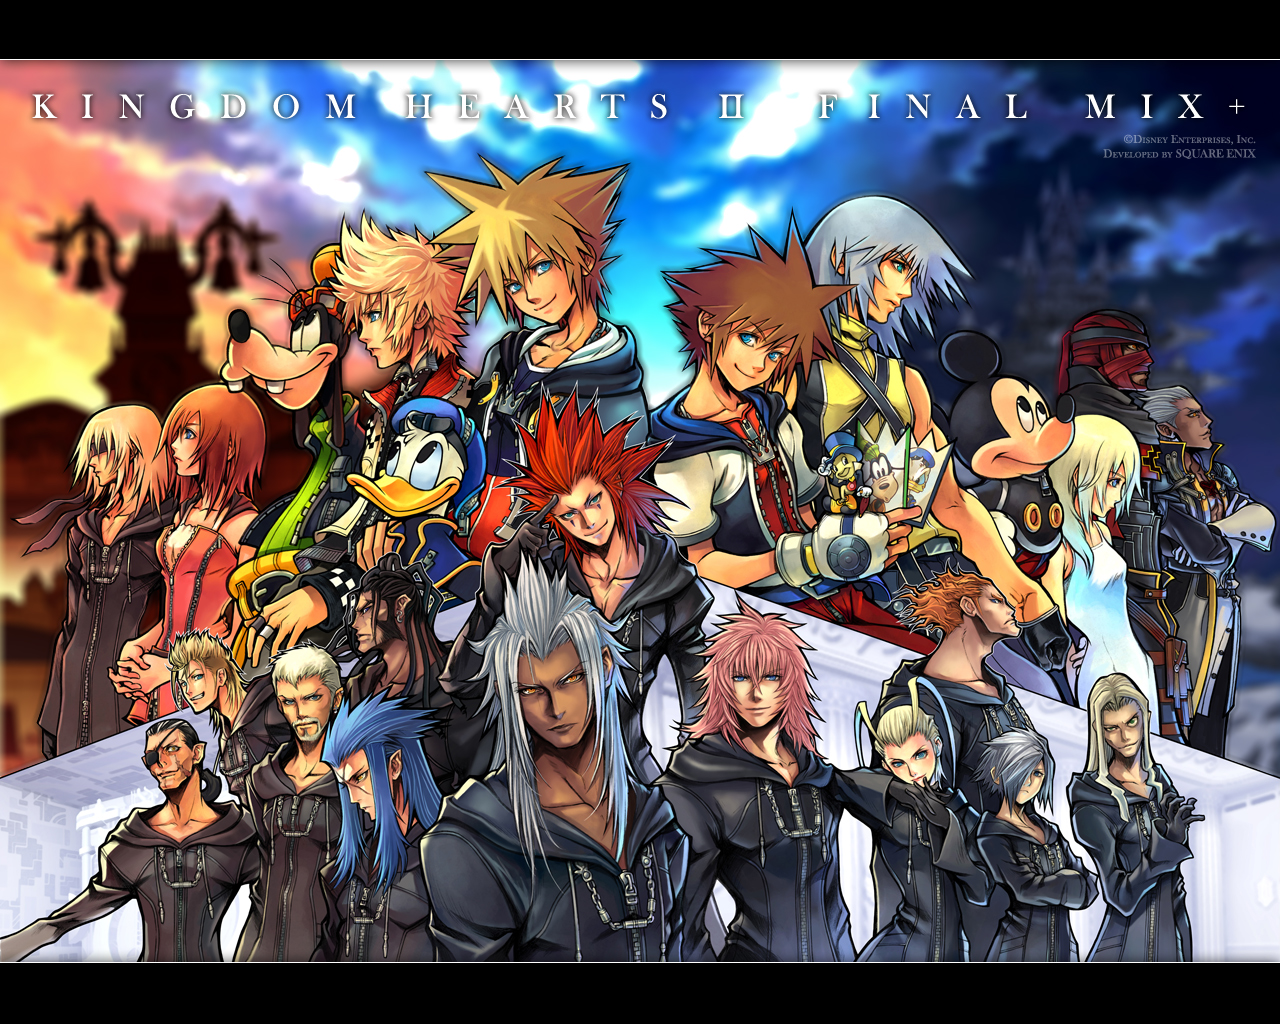 KINGDOM HEARTS II FINAL MIX+
©Disney Enterprises, Inc.
Developed by SQUARE ENIX